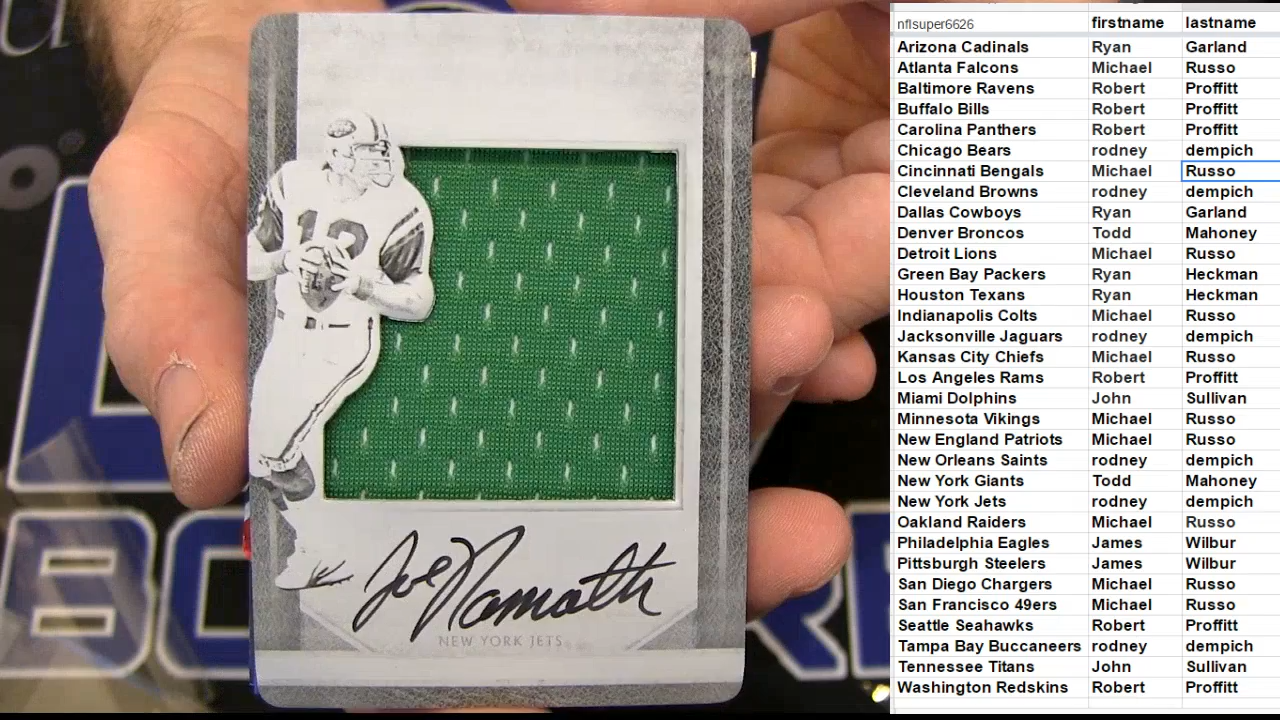 12
Joe Namath
NEW YORK JETS
nflsuper6626 firstname lastname
Arizona Cadinals Ryan Garland
Atlanta Falcons Michael Russo
Baltimore Ravens Robert Proffitt
Buffalo Bills Robert Proffitt
Carolina Panthers Robert Proffitt
Chicago Bears rodney dempich
Cincinnati Bengals Michael Russo
Cleveland Browns rodney dempich
Dallas Cowboys Ryan Garland
Denver Broncos Todd Mahoney
Detroit Lions Michael Russo
Green Bay Packers Ryan Heckman
Houston Texans Ryan Heckman
Indianapolis Colts Michael Russo
Jacksonville Jaguars rodney dempich
Kansas City Chiefs Michael Russo
Los Angeles Rams Robert Proffitt
Miami Dolphins John Sullivan
Minnesota Vikings Michael Russo
New England Patriots Michael Russo
New Orleans Saints rodney dempich
New York Giants Todd Mahoney
New York Jets rodney dempich
Oakland Raiders Michael Russo
Philadelphia Eagles James Wilbur
Pittsburgh Steelers James Wilbur
San Diego Chargers Michael Russo
San Francisco 49ers Michael Russo
Seattle Seahawks Robert Proffitt
Tampa Bay Buccaneers rodney dempich
Tennessee Titans John Sullivan
Washington Redskins Robert Proffitt